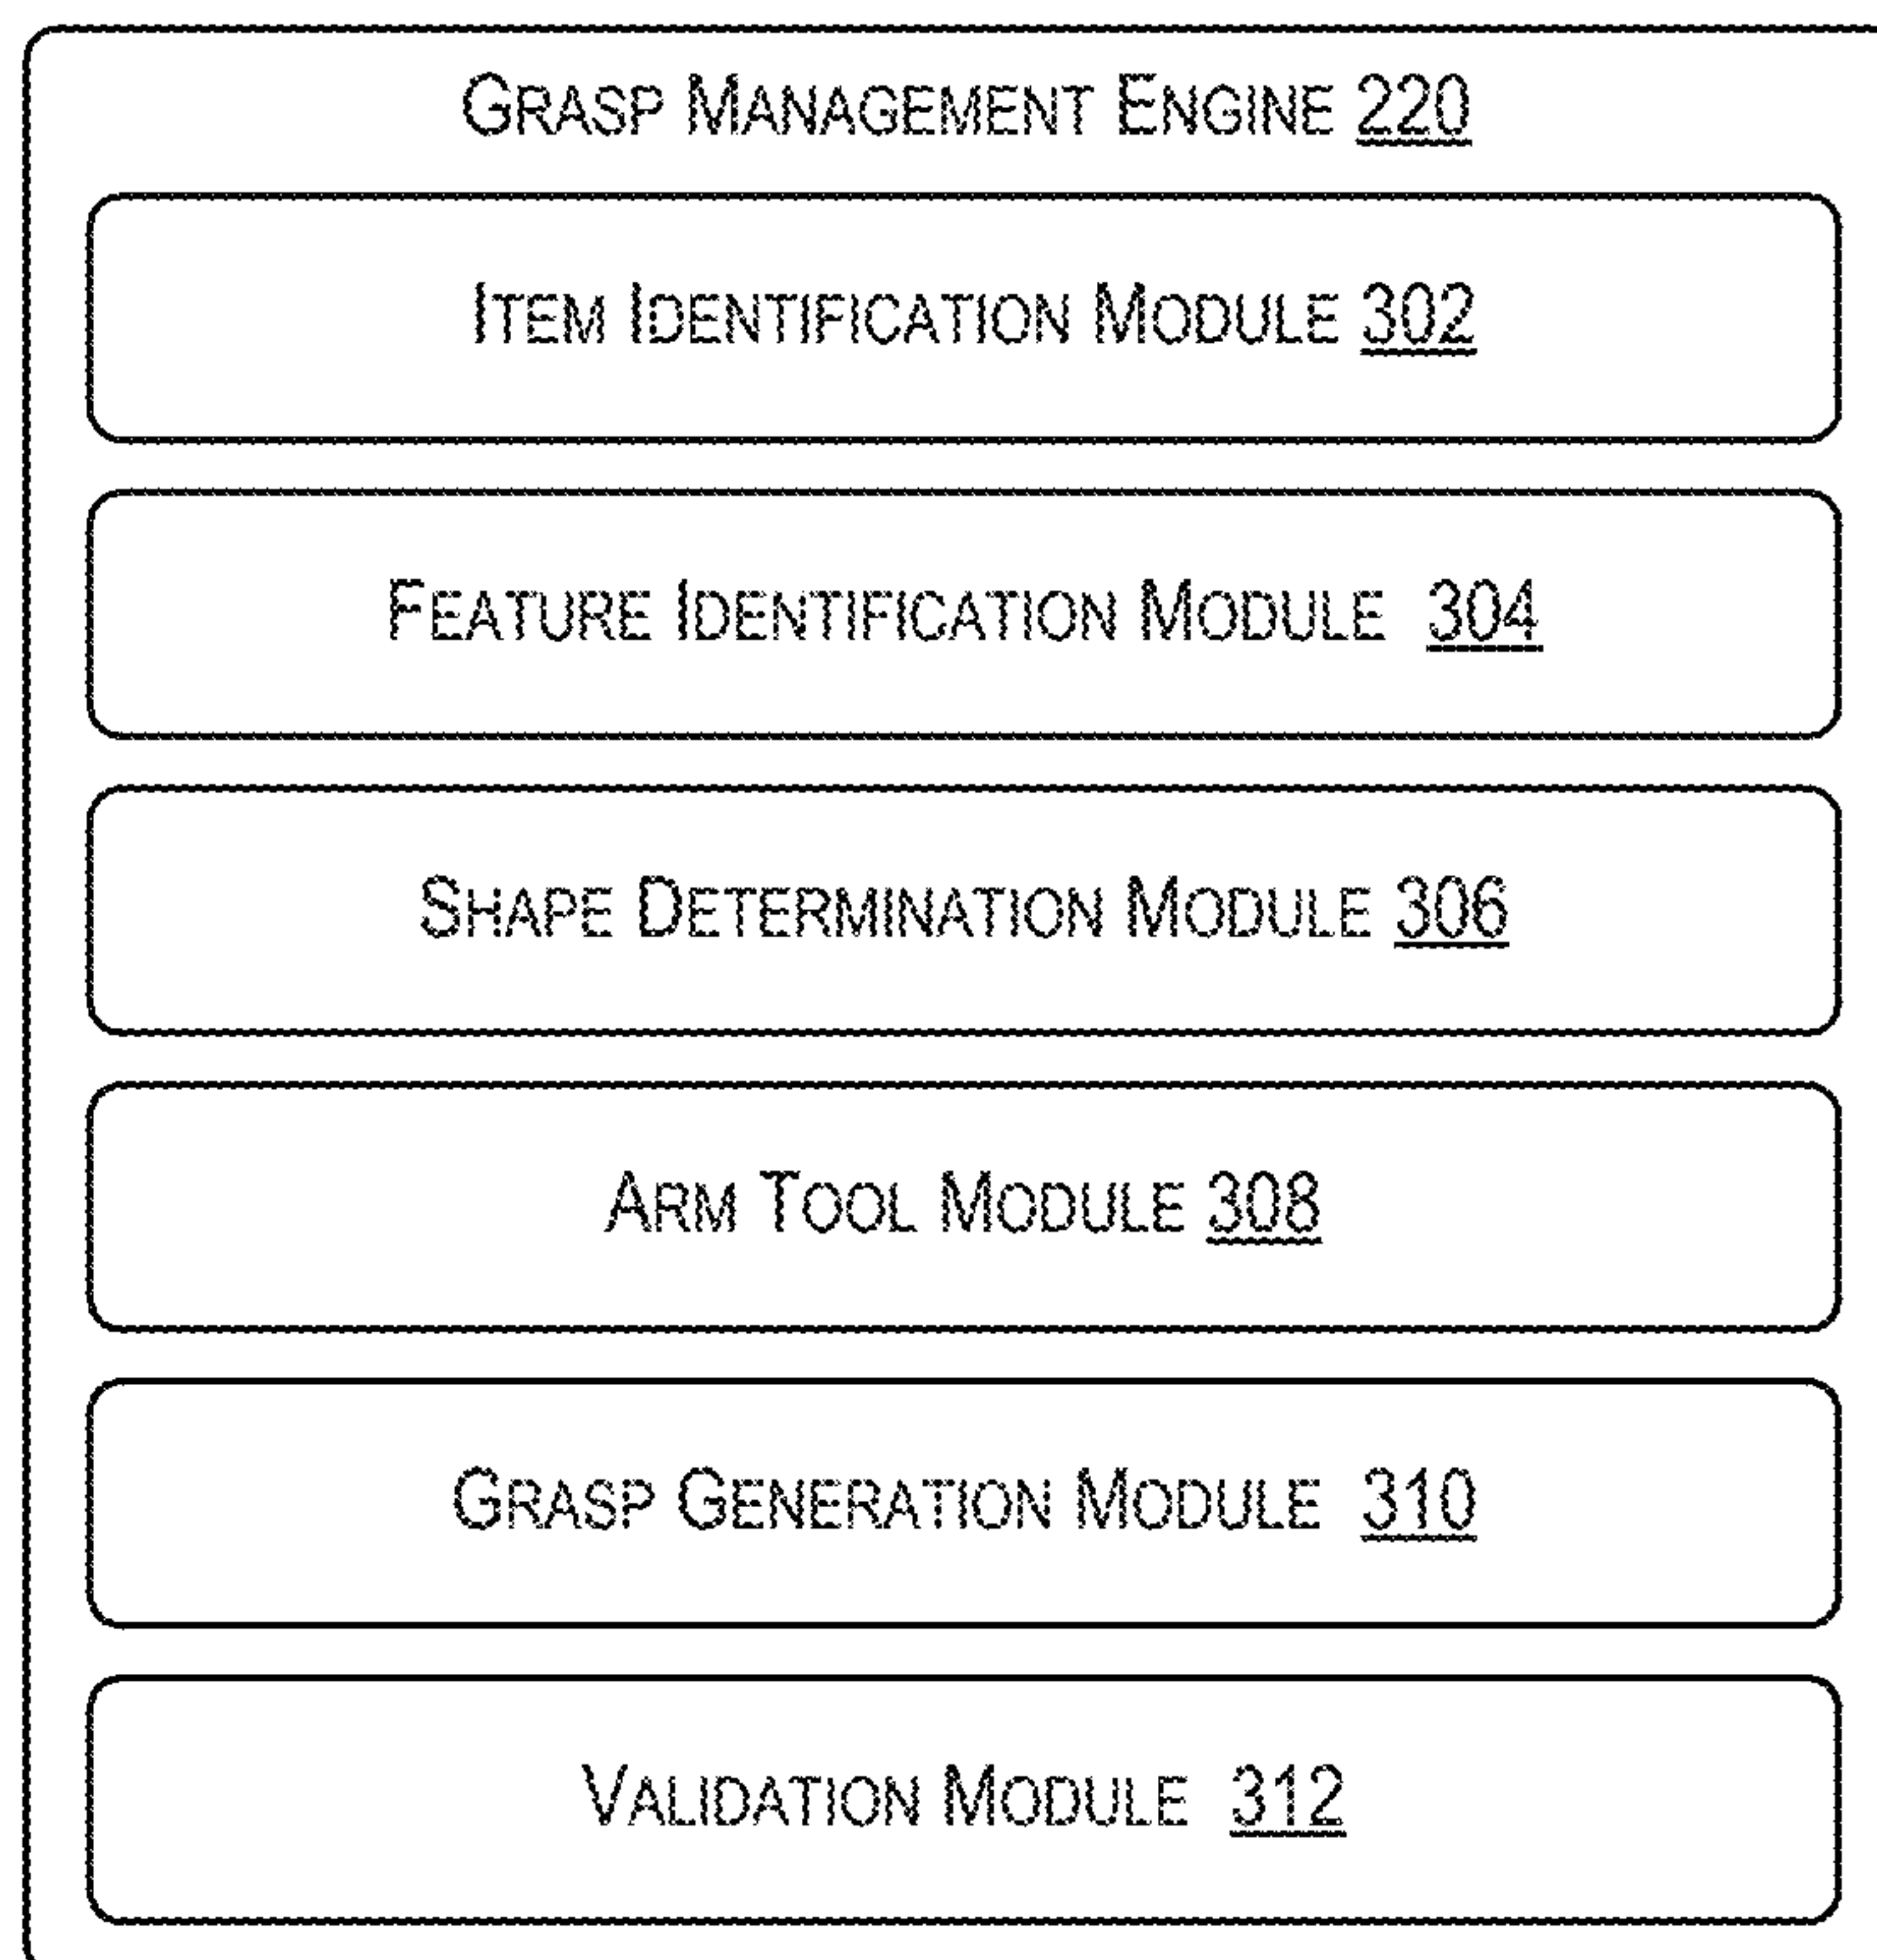 GRASP MANAGEMENT ENGINE 220
ITEM IDENTIFICATION MODULE 302
FEATURE IDENTIFICATION MODULE 304
SHAPE DETERMINATION MODULE 306
ARM TOOL MODULE 308
GRASP GENERATION MODULE 310
VALIDATION MODULE 312